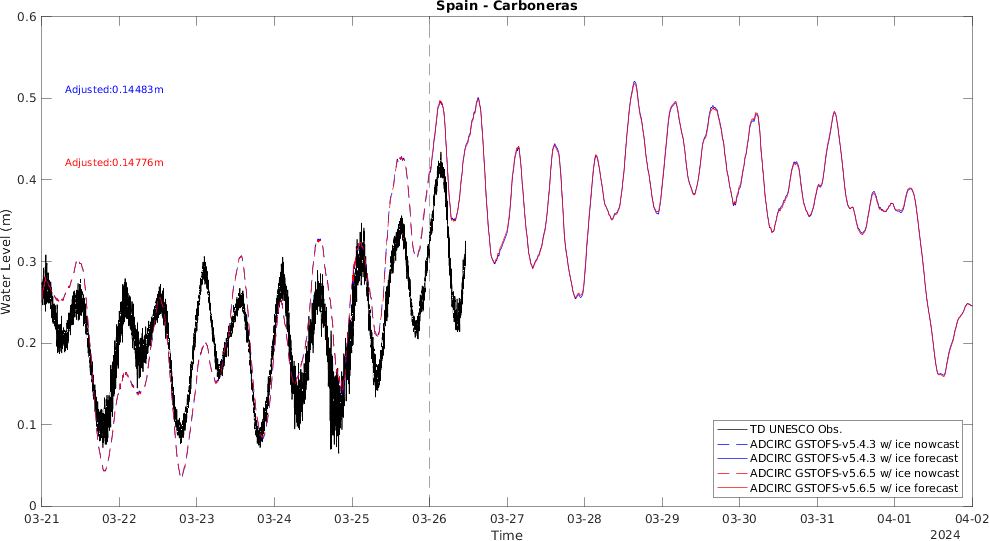 Spain - Carboneras
Water Level (m)
0.6
0.5
0.4
0.3
0.2
0.1
0
Adjusted:0.14483m
Adjusted:0.14776m
TD UNESCO Obs.
ADCIRC GSTOFS-v5.4.3 w/ ice nowcast
ADCIRC GSTOFS-v5.4.3 w/ ice forecast
ADCIRC GSTOFS-v5.6.5 w/ ice nowcast
ADCIRC GSTOFS-v5.6.5 w/ ice forecast
03-21 03-22 03-23 03-24 03-25 03-26 03-27 03-28 03-29 03-30 03-31 04-01 04-02
Time
2024